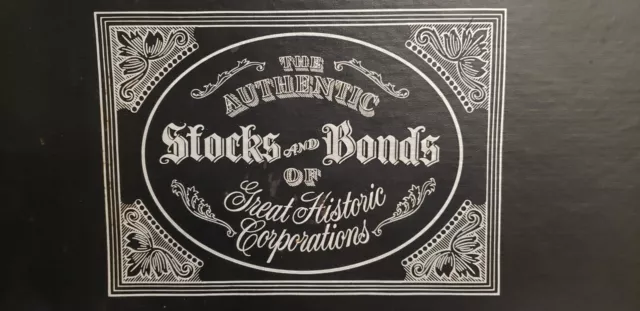 THE
AUTHENTIC
Stocks AND Bonds
OF
Great Historic
Corporations